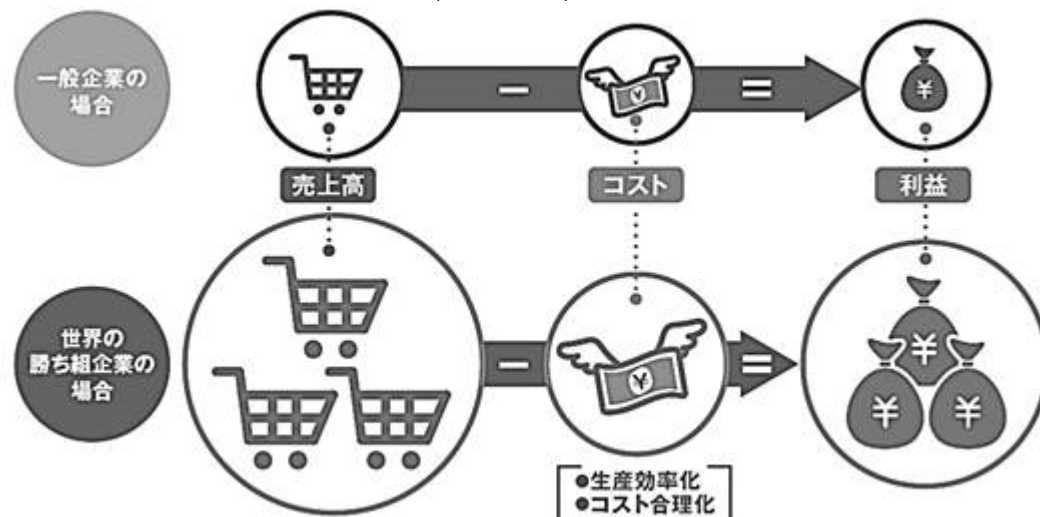 一般企業の
場合
−
=
¥
¥
売上高
コスト
利益
世界の
勝ち組企業の
場合
−
=
¥
¥
¥
¥
●生産効率化
●コスト合理化